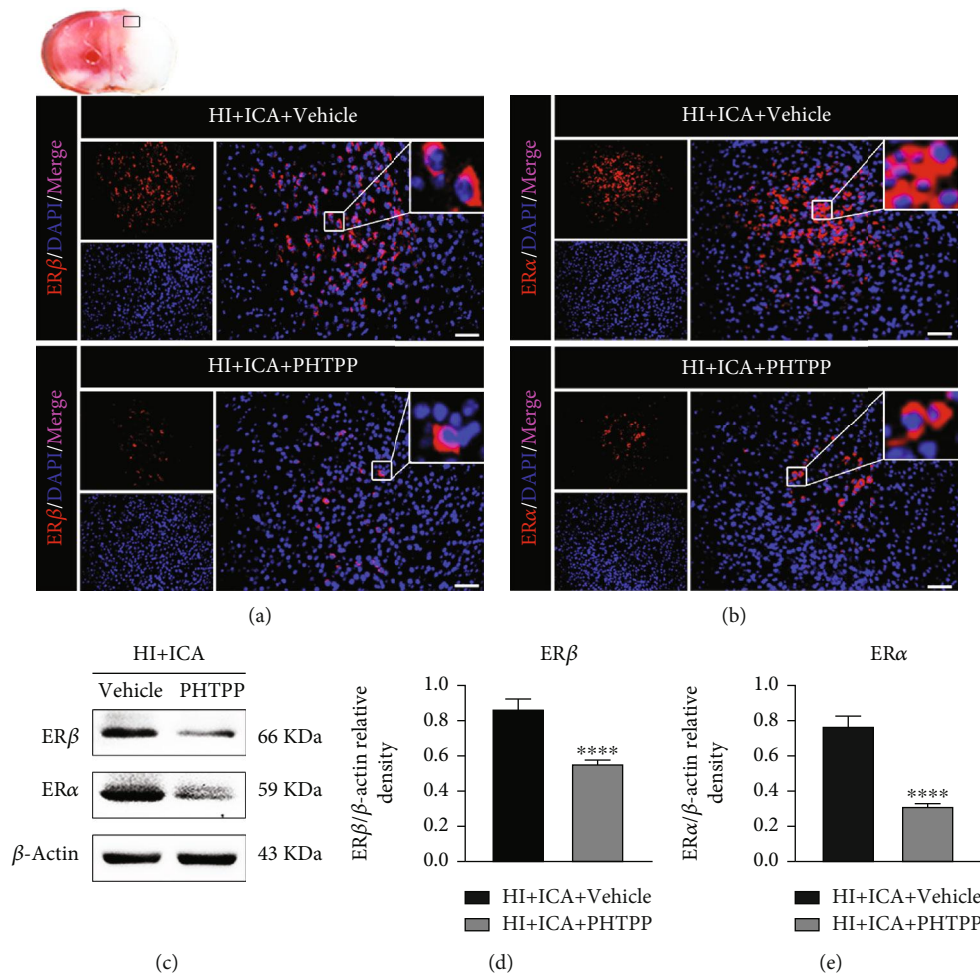 HI+ICA+Vehicle
ERβ/DAPI/Merge
HI+ICA+PHTPP
ERβ/DAPI/Merge
(a)
HI+ICA+Vehicle
ERα/DAPI/Merge
HI+ICA+PHTPP
ERα/DAPI/Merge
(b)
HI+ICA
Vehicle PHTPP
ERβ 66 KDa
ERα 59 KDa
β-Actin 43 KDa
(c)
ERβ
ERβ/β-actin relative
density
1.0
0.8
0.6
0.4
0.2
0.0
****
HI+ICA+Vehicle
HI+ICA+PHTPP
(d)
ERα
ERα/β-actin relative
density
1.0
0.8
0.6
0.4
0.2
0.0
****
HI+ICA+Vehicle
HI+ICA+PHTPP
(e)